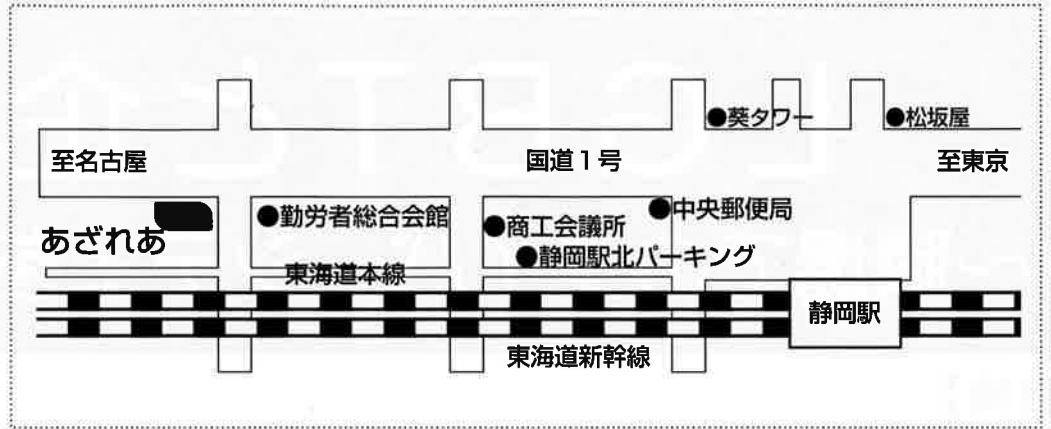 ●葵タワー
●松坂屋
至名古屋
国道1号
至東京
●勤労者総合会館
●中央郵便局
●商工会議所
あざれあ
●静岡駅北パーキング
東海道本線
静岡駅
東海道新幹線